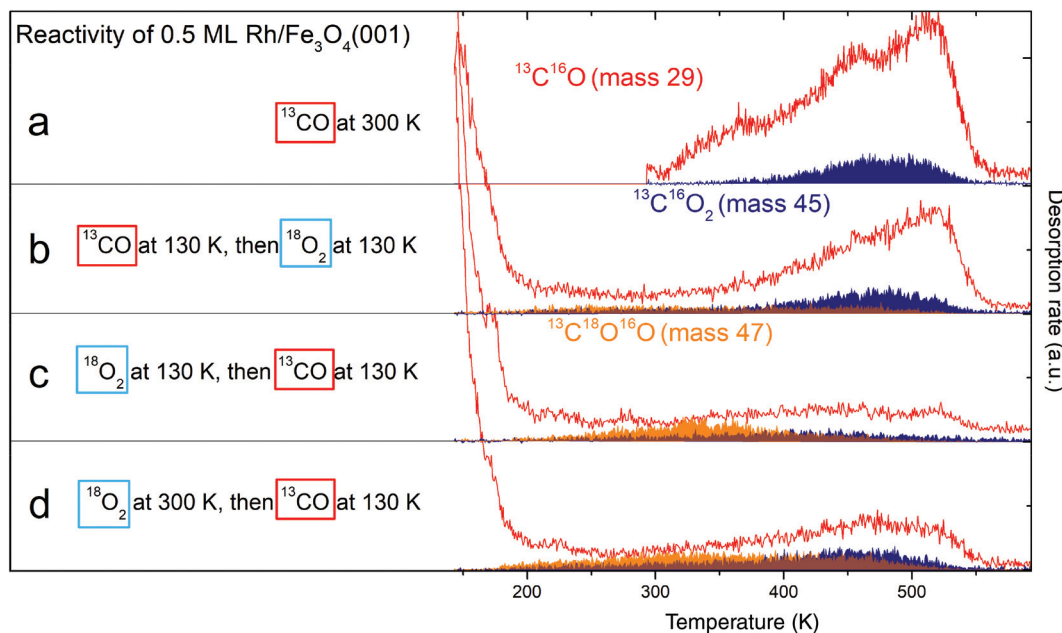 Reactivity of 0.5 ML Rh/Fe₃O₄(001)
¹³C¹⁶O (mass 29)
a
¹³CO at 300 K
¹³C¹⁶O₂ (mass 45)
b
¹³CO at 130 K, then ¹⁸O₂ at 130 K
¹³C¹⁸O¹⁶O (mass 47)
c
¹⁸O₂ at 130 K, then ¹³CO at 130 K
d
¹⁸O₂ at 300 K, then ¹³CO at 130 K
Desorption rate (a.u.)
200 300 400 500
Temperature (K)